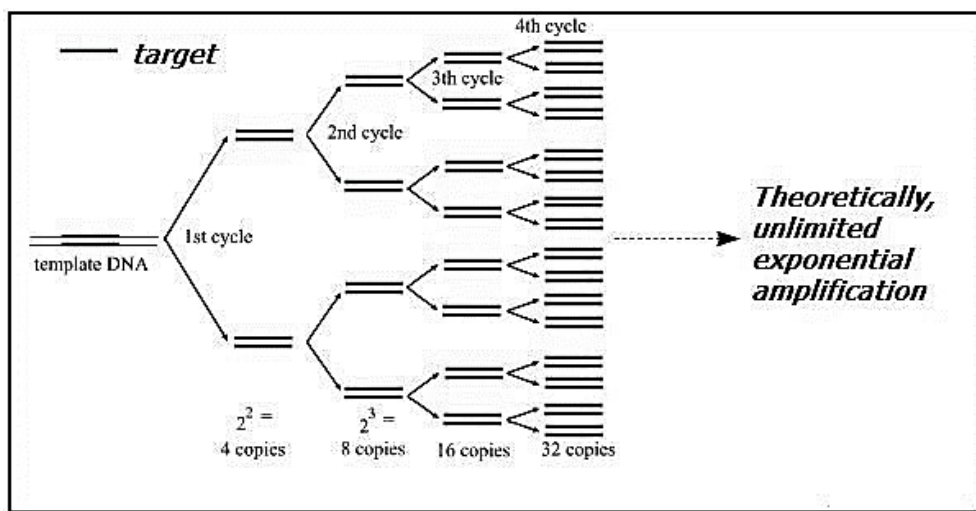 target
4th cycle
3th cycle
2nd cycle
1st cycle
template DNA
Theoretically,
unlimited
exponential
amplification
2² =
4 copies
2³ =
8 copies
16 copies
32 copies